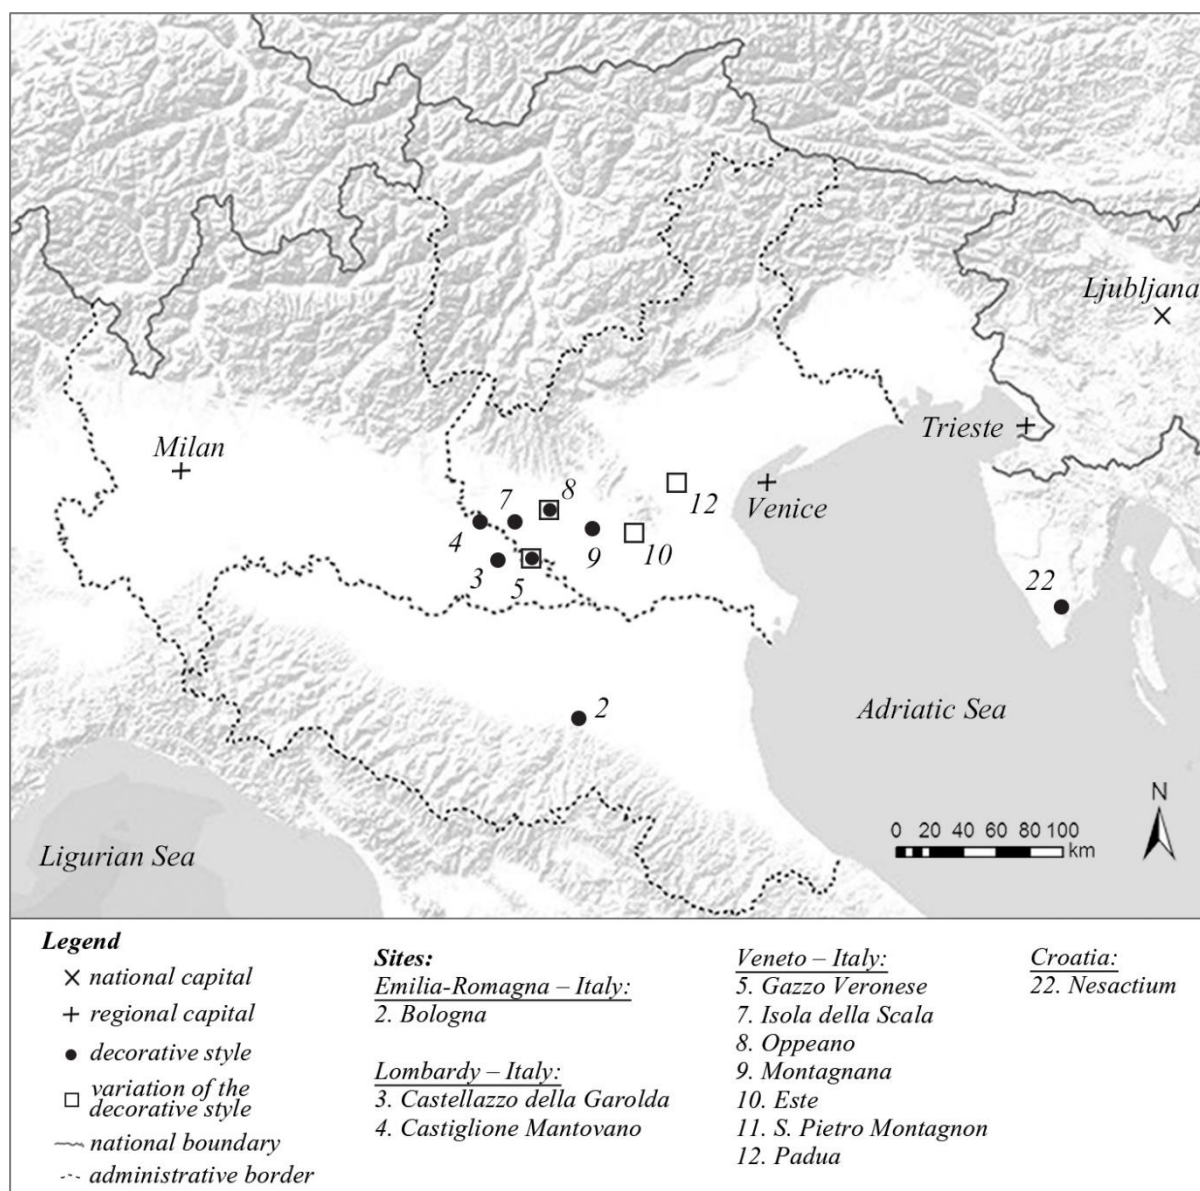 Ljubljana
Milan
Trieste
8
7
12
Venice
4
9
10
3
5
22
2
Adriatic Sea
N
0 20 40 60 80 100
km
Ligurian Sea
Legend
national capital
regional capital
decorative style
variation of the
decorative style
national boundary
administrative border
Sites:
Emilia-Romagna – Italy:
2. Bologna
Lombardy – Italy:
3. Castellazzo della Garolda
4. Castiglione Mantovano
Veneto – Italy:
5. Gazzo Veronese
7. Isola della Scala
8. Oppeano
9. Montagnana
10. Este
11. S. Pietro Montagnon
12. Padua
Croatia:
22. Nesactium